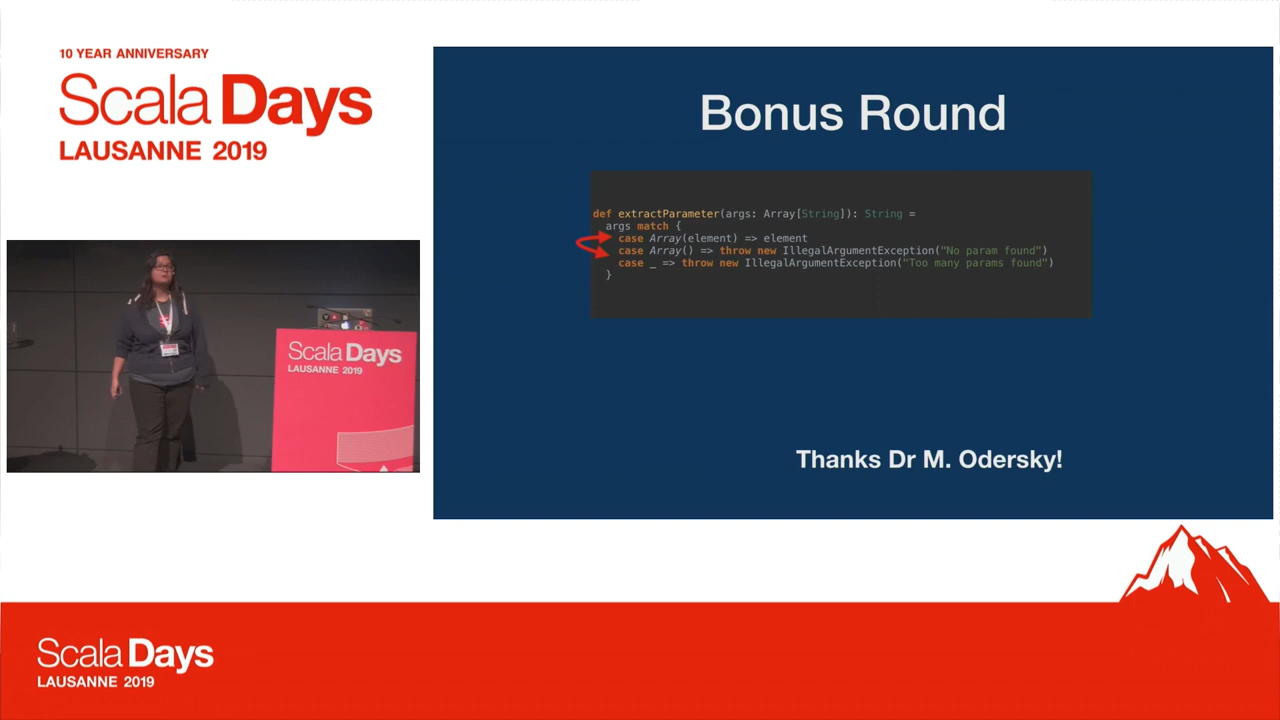 10 YEAR ANNIVERSARY
Scala Days
LAUSANNE 2019
Bonus Round
def extractParameter(args: Array[String]): String =
args match {
case Array(element) => element
case Array() => throw new IllegalArgumentException("No param found")
case _ => throw new IllegalArgumentException("Too many params found")
}
Thanks Dr M. Odersky!
Scala Days
LAUSANNE 2019
Scala Days
LAUSANNE 2019